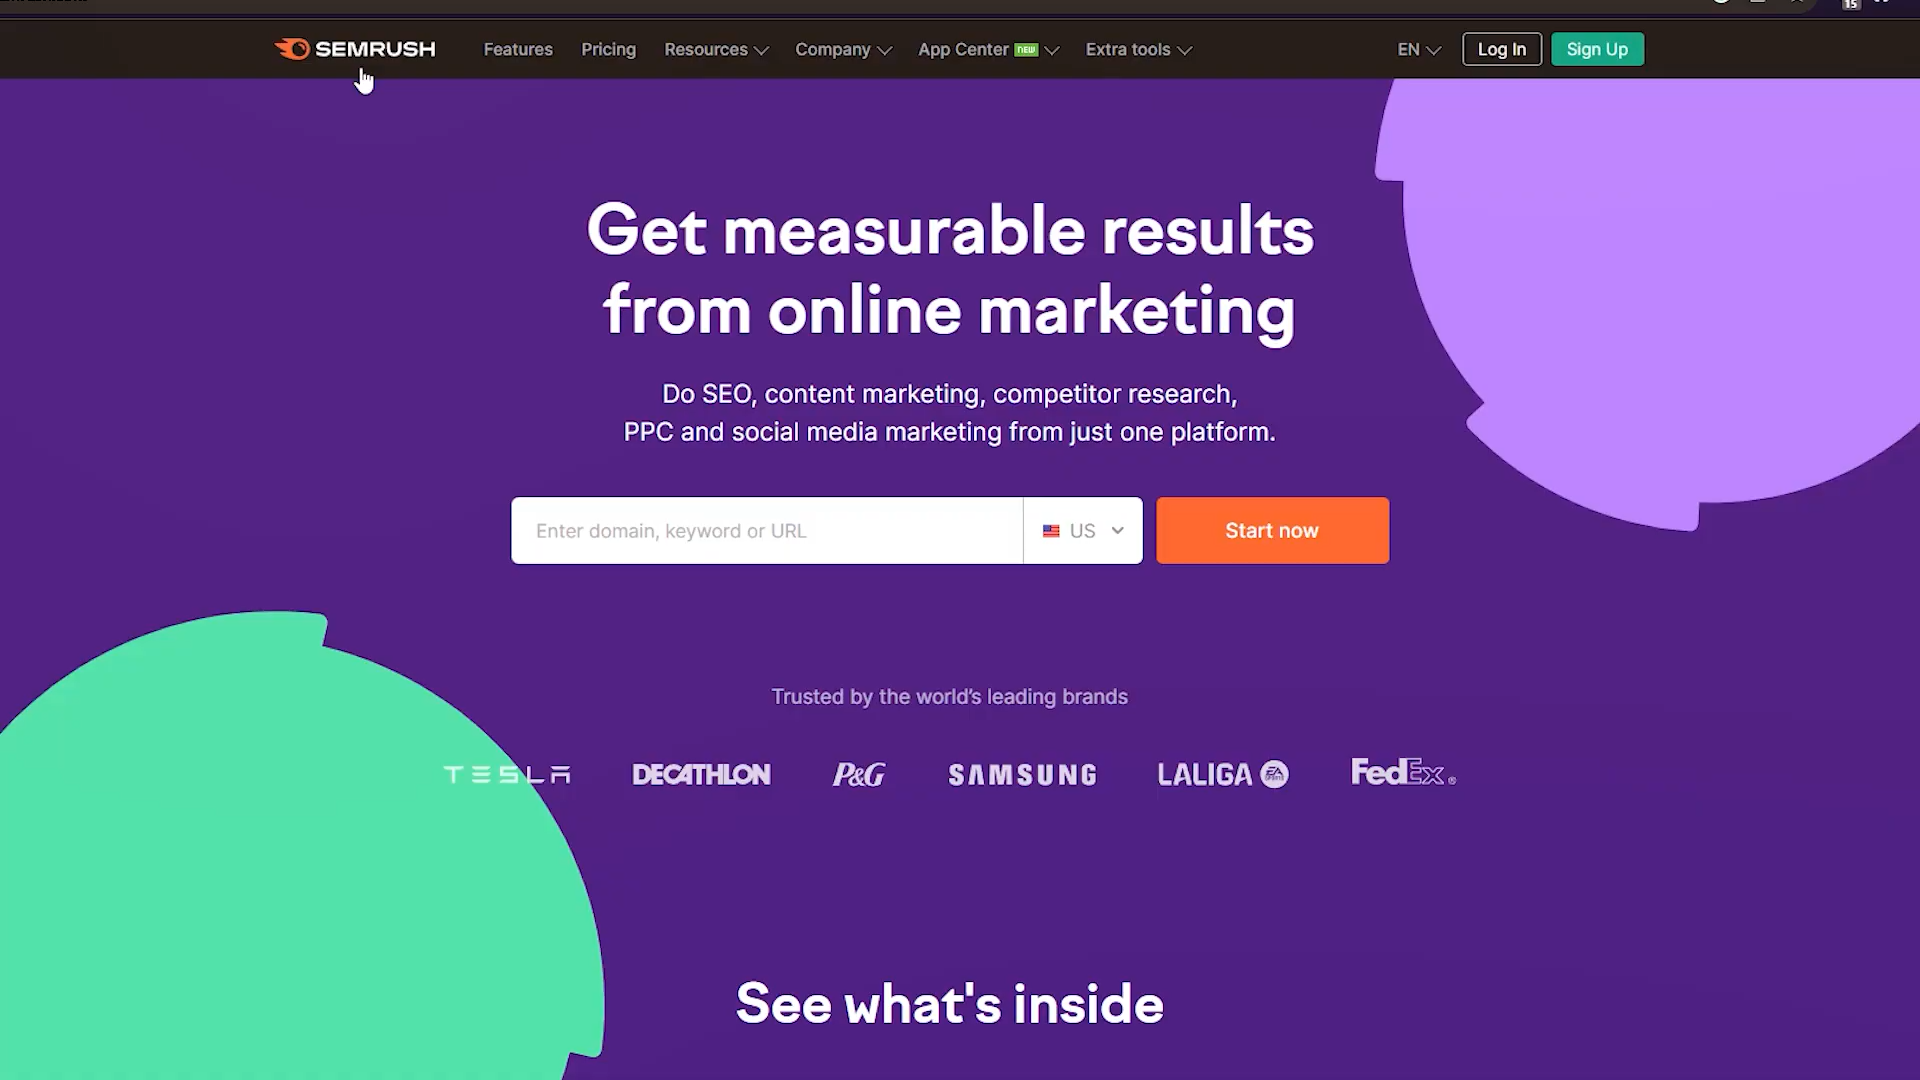 15
SEMRUSH Features Pricing Resources Company App Center NEW Extra tools EN Log In Sign Up
Get measurable results
from online marketing
Do SEO, content marketing, competitor research,
PPC and social media marketing from just one platform.
Enter domain, keyword or URL US Start now
Trusted by the world's leading brands
TESLA DECATHLON P&G SAMSUNG LALIGA EA SPORTS FedEx®
See what's inside